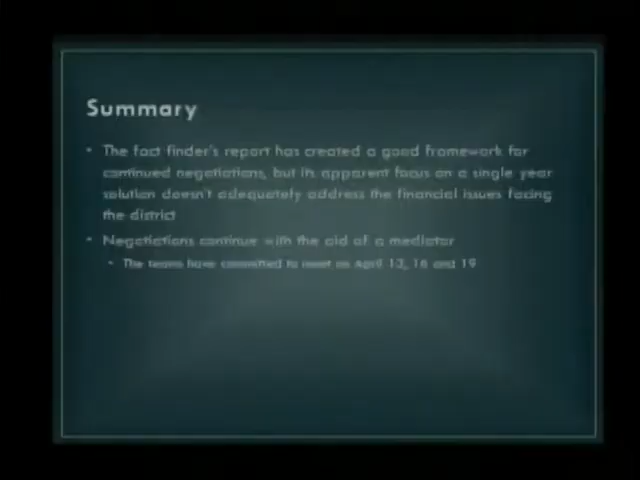 Summary
• The fact finder's report has created a good framework for
continued negotiations, but its apparent focus on a single year
solution doesn't adequately address the financial issues facing
the district
• Negotiations continue with the aid of a mediator
• The teams have committed to meet on April 13, 16 and 19